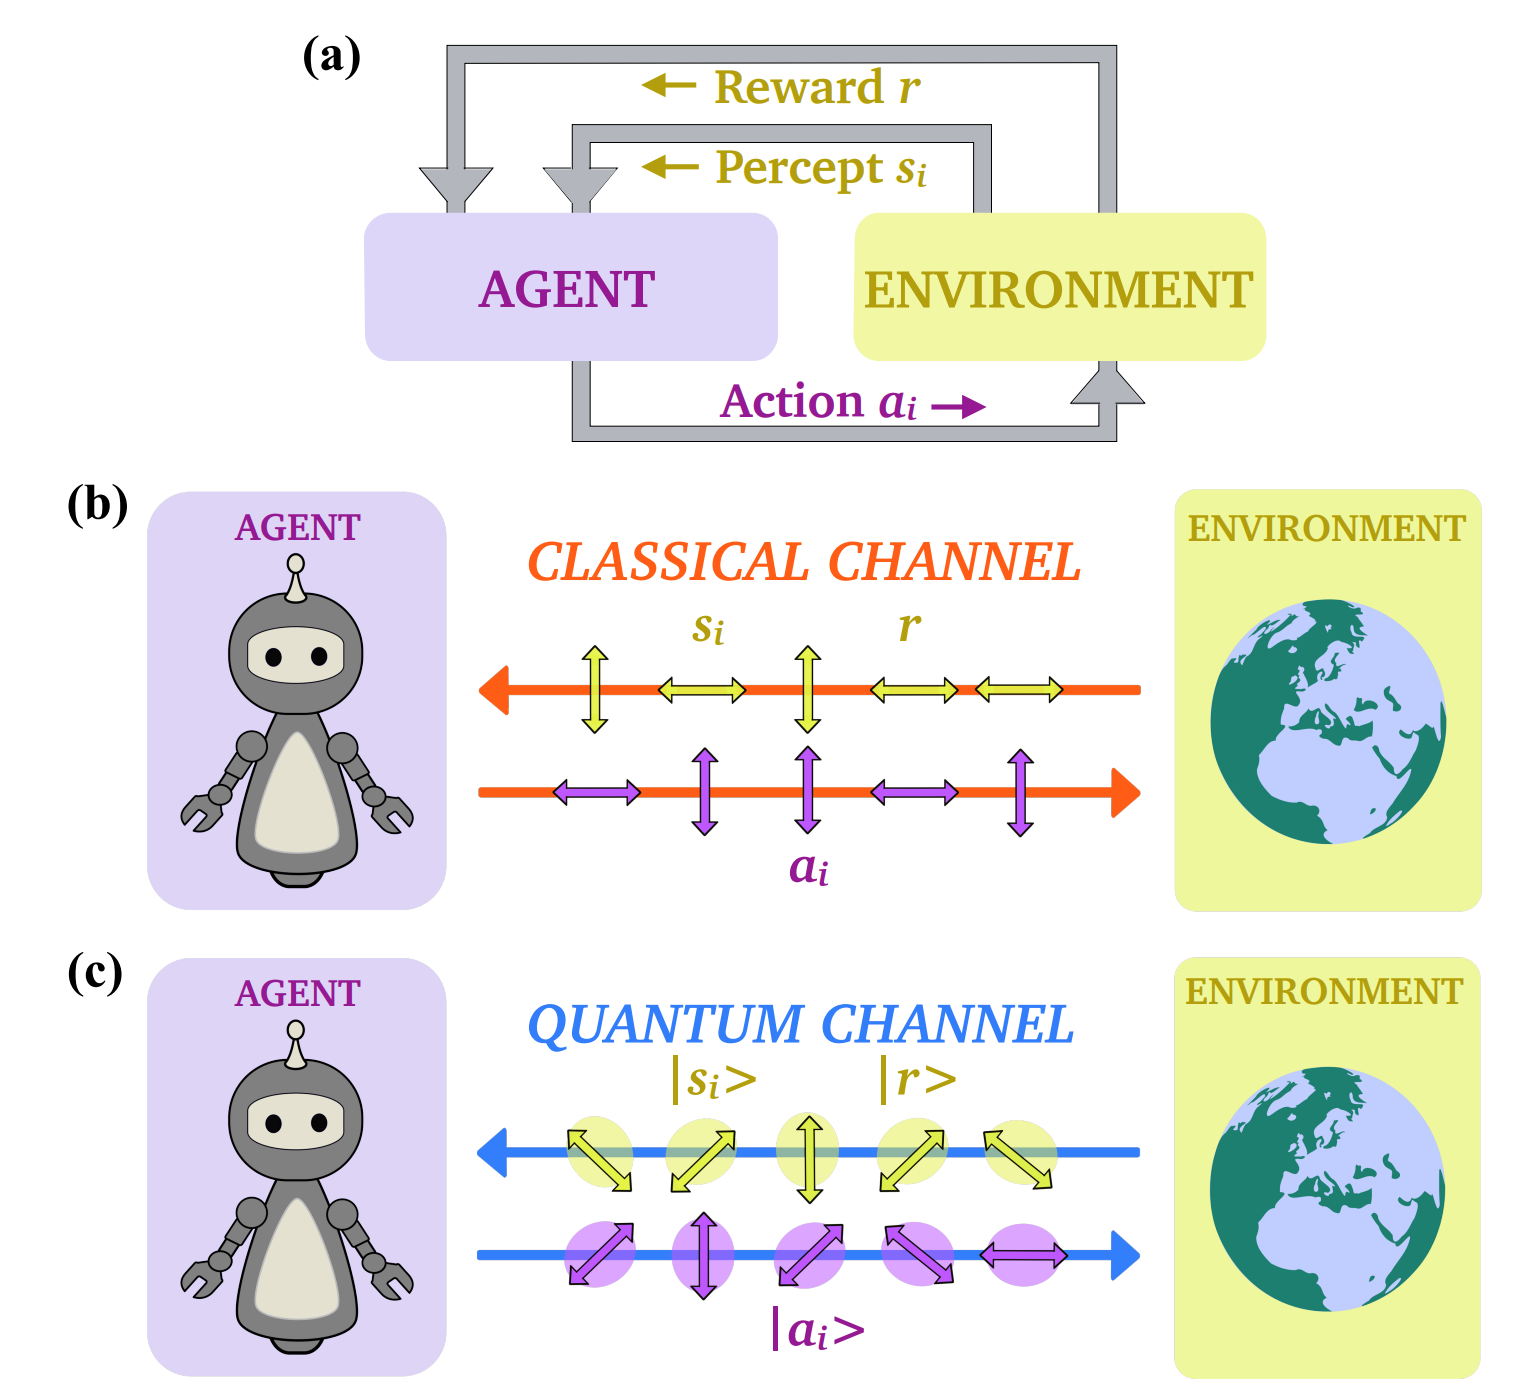 (a)
← Reward r
← Percept sᵢ
AGENT
ENVIRONMENT
Action aᵢ →
(b)
AGENT
CLASSICAL CHANNEL
ENVIRONMENT
sᵢ
r
aᵢ
(c)
AGENT
QUANTUM CHANNEL
ENVIRONMENT
|sᵢ>
|r>
|aᵢ>